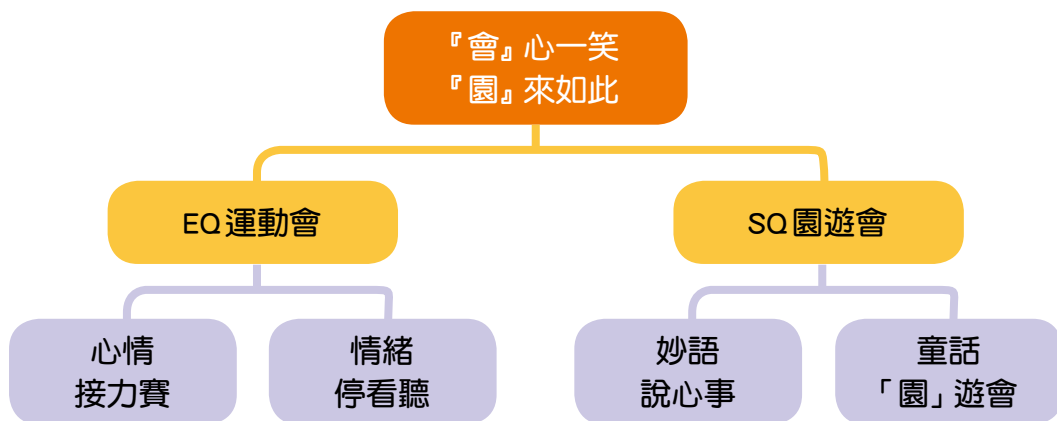 『會』心一笑
『園』來如此
EQ運動會
SQ園遊會
心情
接力賽
情緒
停看聽
妙語
說心事
童話
「園」遊會